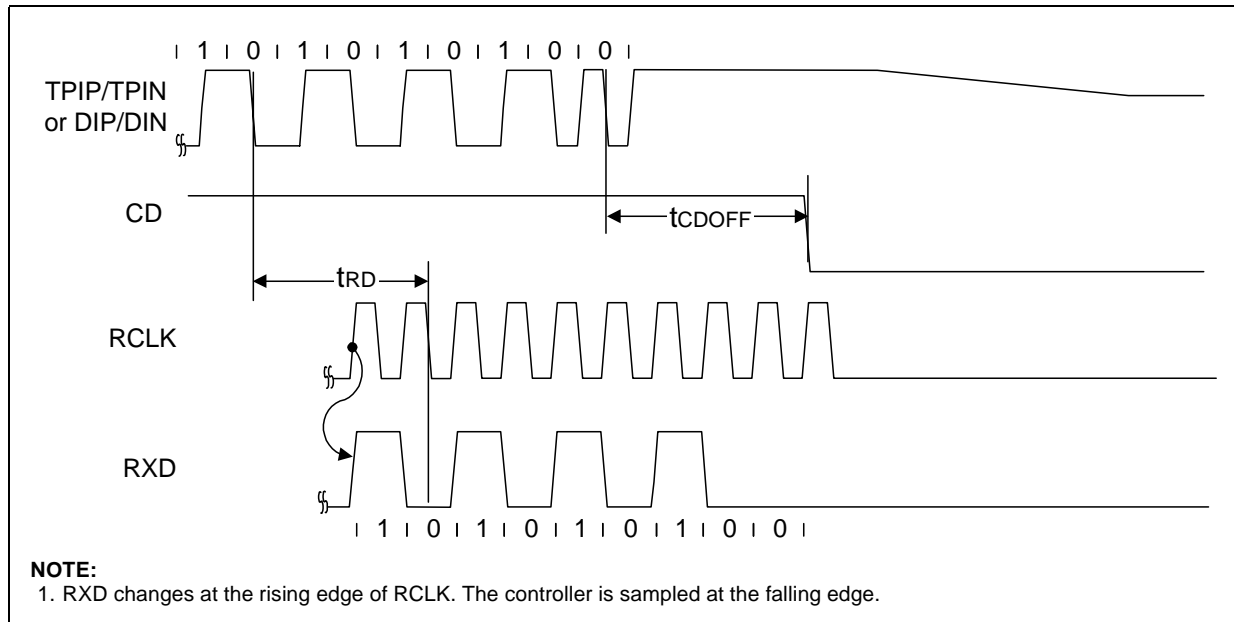 1 0 1 0 1 0 1 0 0
TPIP/TPIN
or DIP/DIN
CD
tCDOFF
tRD
RCLK
RXD
1 0 1 0 1 0 1 0 0
NOTE:
1. RXD changes at the rising edge of RCLK. The controller is sampled at the falling edge.